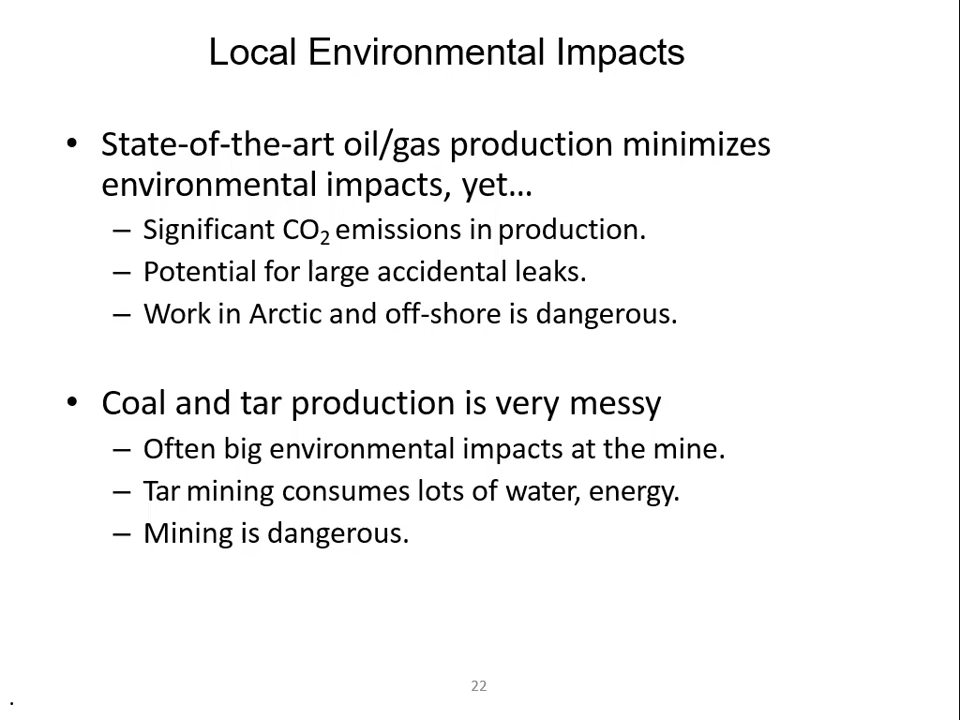 Local Environmental Impacts
• State-of-the-art oil/gas production minimizes
environmental impacts, yet…
– Significant CO₂ emissions in production.
– Potential for large accidental leaks.
– Work in Arctic and off-shore is dangerous.
• Coal and tar production is very messy
– Often big environmental impacts at the mine.
– Tar mining consumes lots of water, energy.
– Mining is dangerous.
22
.